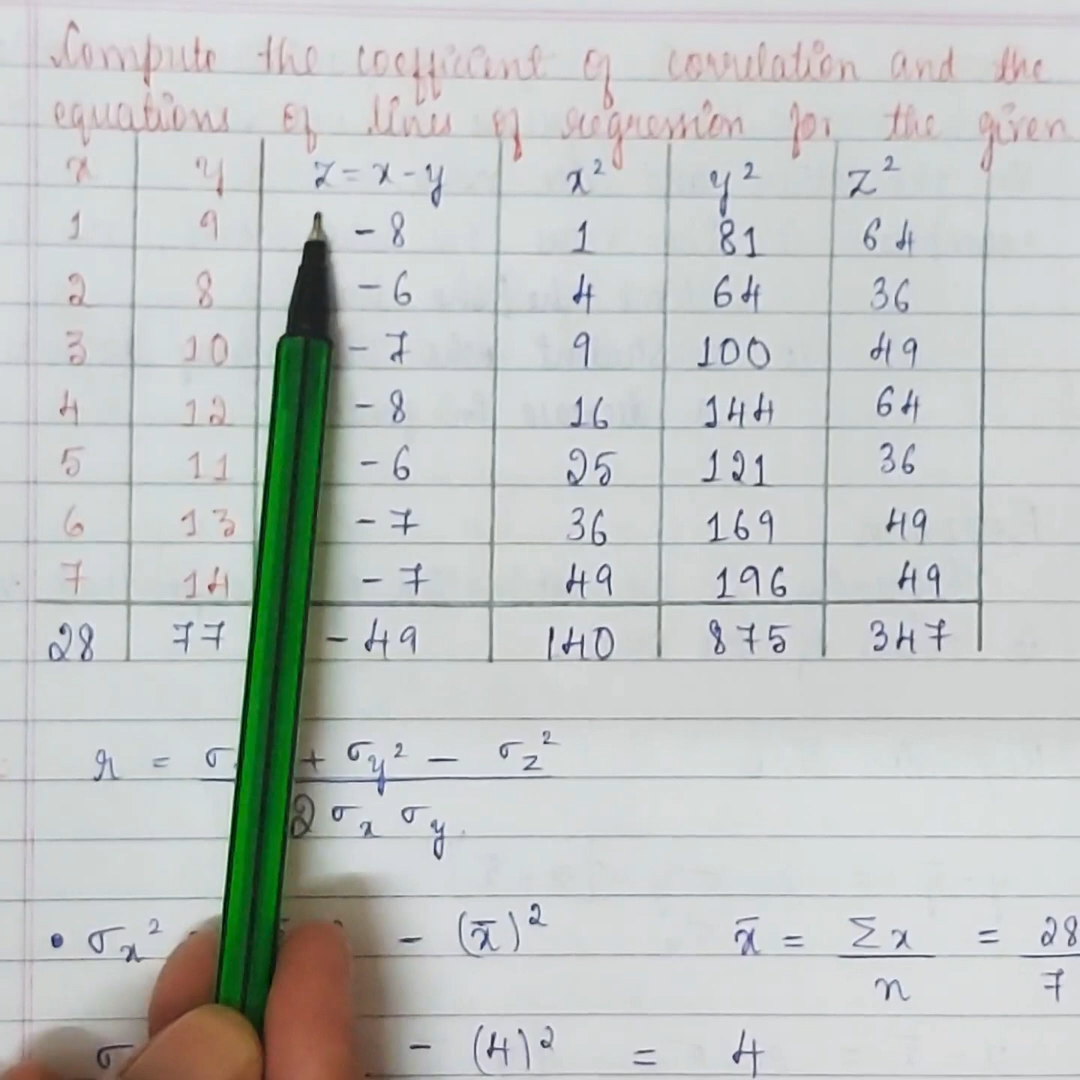 Compute the coefficient of correlation and the
equations of lines of regression for the given
x y z = x - y x² y² z²
1 9 - 8 1 81 64
2 8 - 6 4 64 36
3 10 - 7 9 100 49
4 12 - 8 16 144 64
5 11 - 6 25 121 36
6 13 - 7 36 169 49
7 14 - 7 49 196 49
28 77 - 49 140 875 347
r = σ + σy² - σz²
2 σx σy
• σx² - (x̄)² x̄ = Σx / n = 28 / 7
σ - (4)² = 4